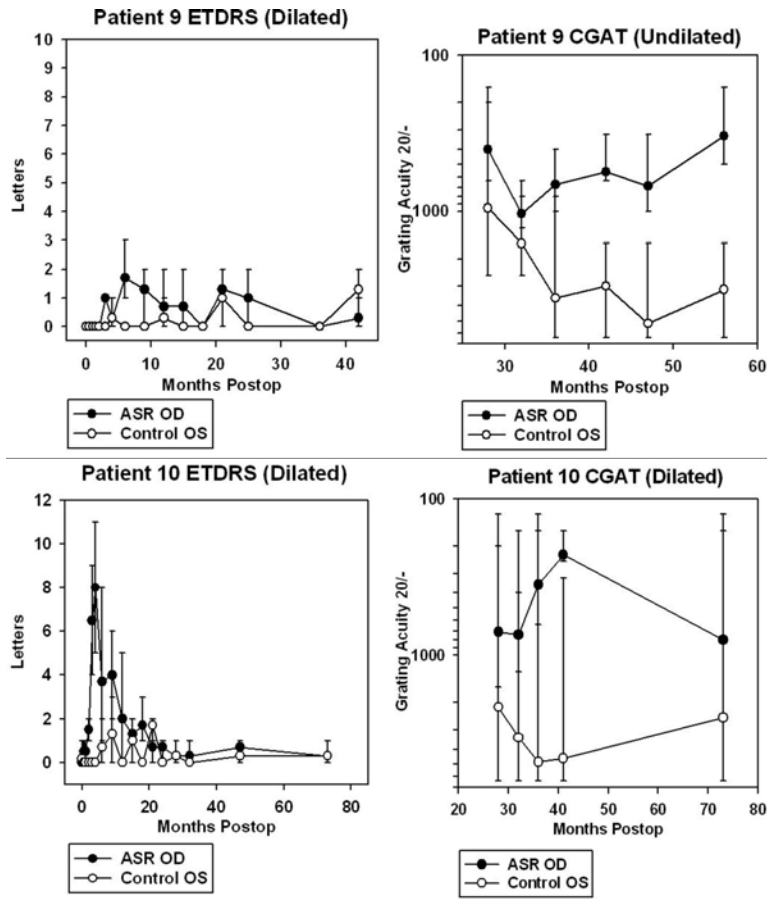 Patient 9 ETDRS (Dilated)
10
9
8
7
6
5
4
3
2
1
0
Letters
0 10 20 30 40
Months Postop
ASR OD
Control OS
Patient 9 CGAT (Undilated)
100
1000
Grating Acuity 20/-
30 40 50 60
Months Postop
ASR OD
Control OS
Patient 10 ETDRS (Dilated)
12
10
8
6
4
2
0
Letters
0 20 40 60 80
Months Postop
ASR OD
Control OS
Patient 10 CGAT (Dilated)
100
1000
Grating Acuity 20/-
20 30 40 50 60 70 80
Months Postop
ASR OD
Control OS